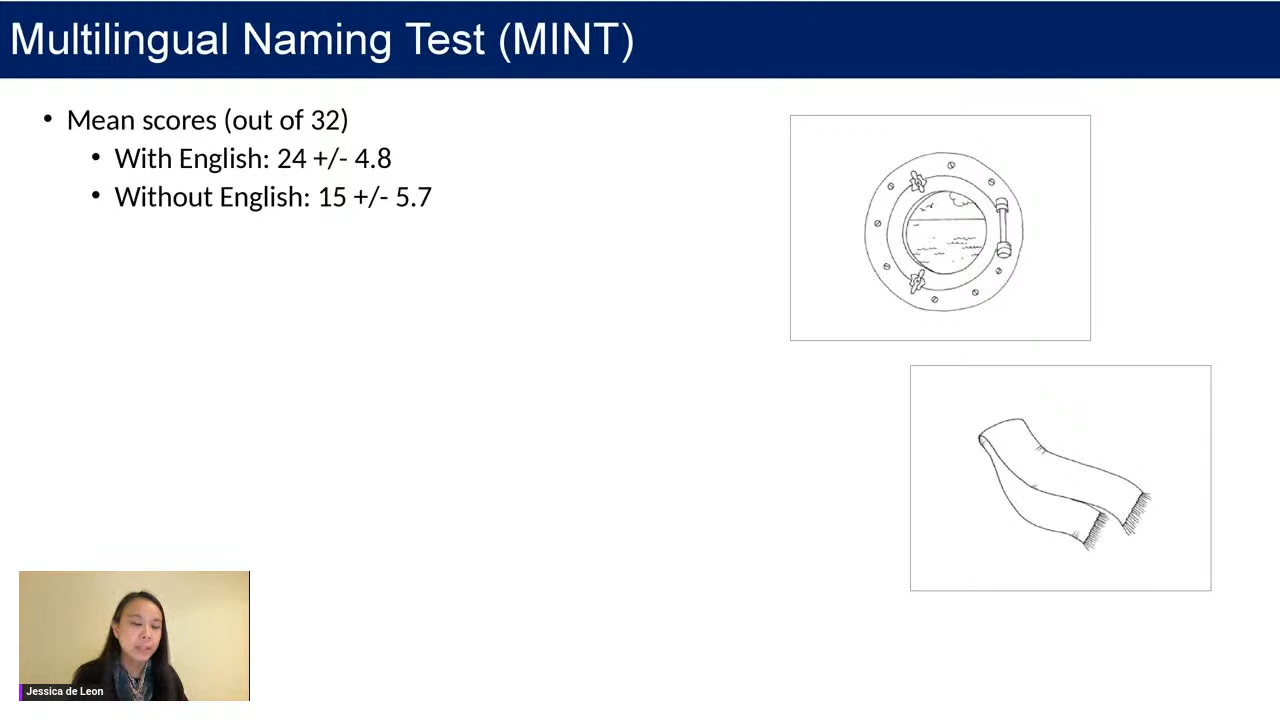 Multilingual Naming Test (MINT)
• Mean scores (out of 32)
• With English: 24 +/- 4.8
• Without English: 15 +/- 5.7
Jessica de Leon